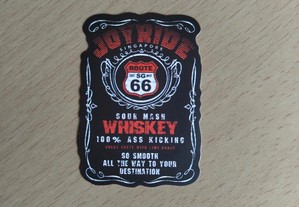 JOYRIDE
SINGAPORE
ROUTE
SG
66
SOUR MASH
WHISKEY
100% ASS KICKING
SO SMOOTH
ALL THE WAY TO YOUR
DESTINATION